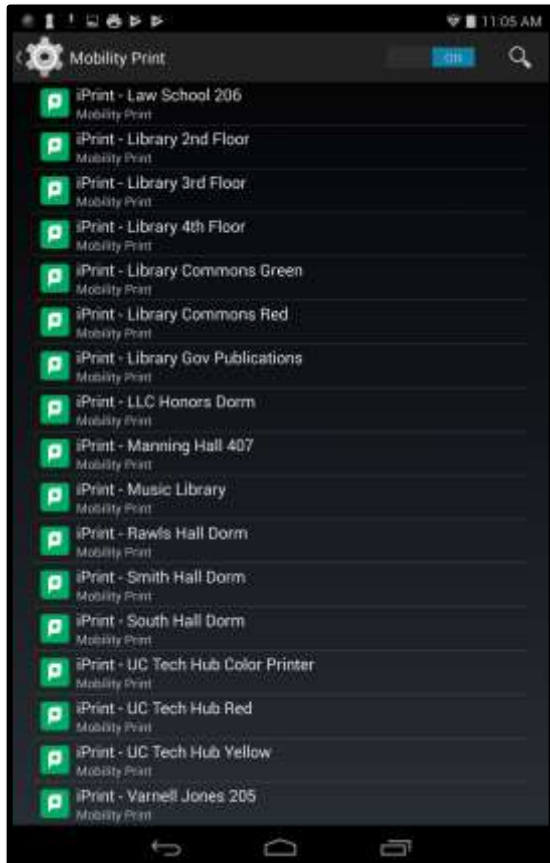 11:05 AM
Mobility Print
ON
iPrint - Law School 206
Mobility Print
iPrint - Library 2nd Floor
Mobility Print
iPrint - Library 3rd Floor
Mobility Print
iPrint - Library 4th Floor
Mobility Print
iPrint - Library Commons Green
Mobility Print
iPrint - Library Commons Red
Mobility Print
iPrint - Library Gov Publications
Mobility Print
iPrint - LLC Honors Dorm
Mobility Print
iPrint - Manning Hall 407
Mobility Print
iPrint - Music Library
Mobility Print
iPrint - Rawls Hall Dorm
Mobility Print
iPrint - Smith Hall Dorm
Mobility Print
iPrint - South Hall Dorm
Mobility Print
iPrint - UC Tech Hub Color Printer
Mobility Print
iPrint - UC Tech Hub Red
Mobility Print
iPrint - UC Tech Hub Yellow
Mobility Print
iPrint - Varnell Jones 205
Mobility Print